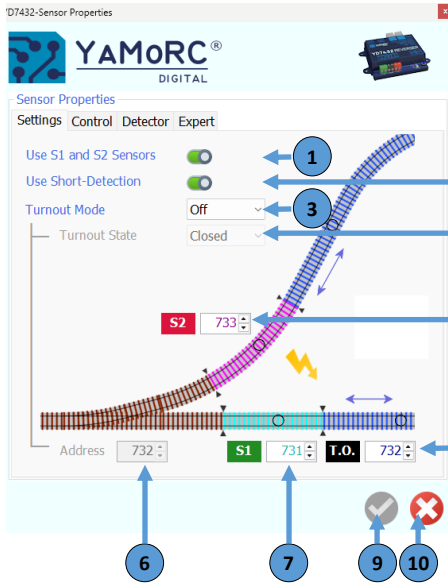 YD7432-Sensor Properties
YAMoRC®
DIGITAL
YD7432 REVERSER
Sensor Properties
Settings Control Detector Expert
Use S1 and S2 Sensors
1
Use Short-Detection
Turnout Mode Off
3
Turnout State Closed
S2 733
Address 732 S1 731 T.O. 732
6 7 9 10